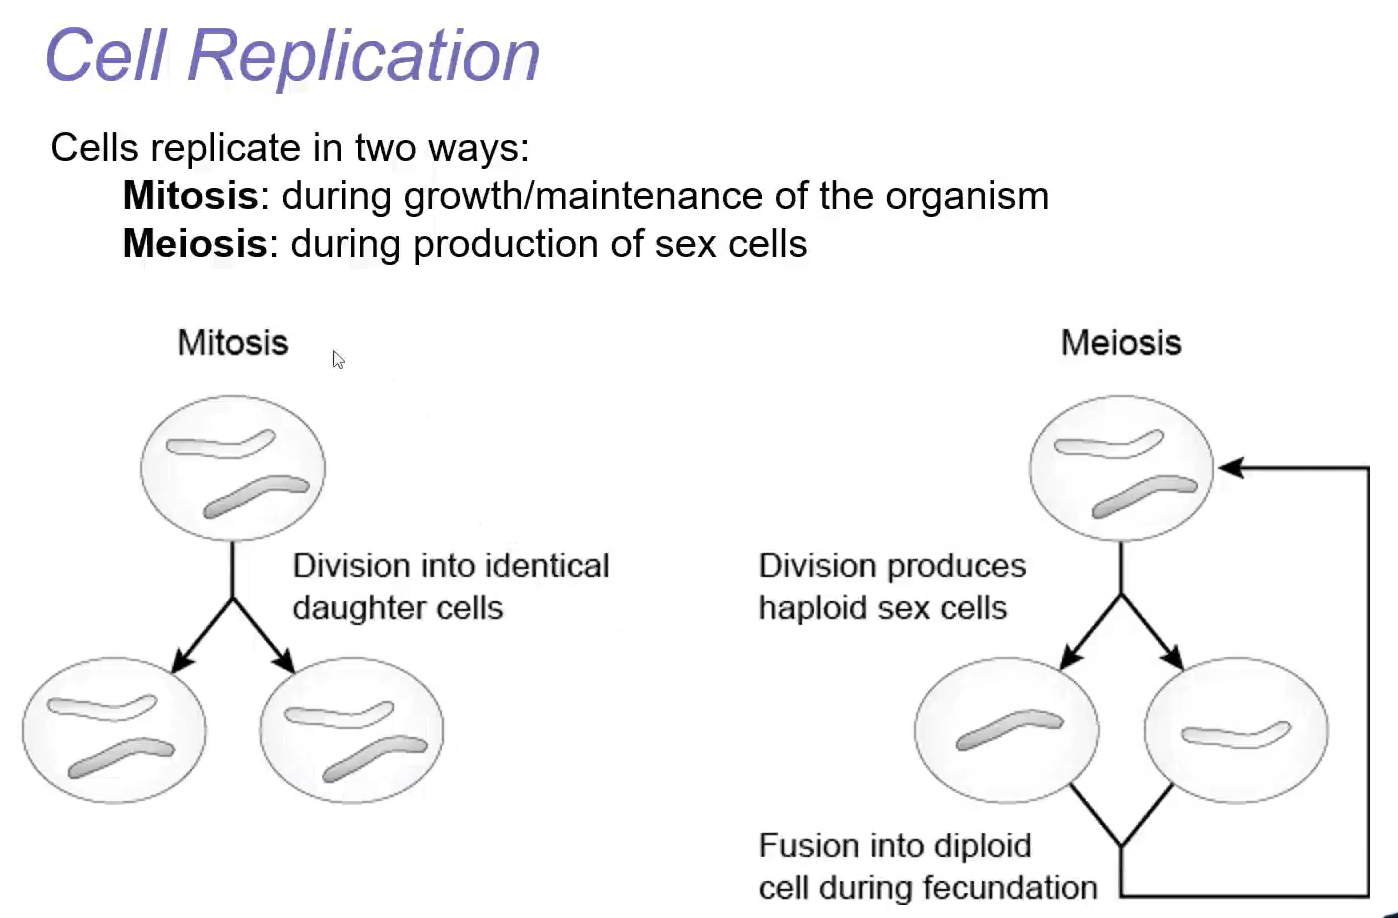 Cell Replication
Cells replicate in two ways:
Mitosis: during growth/maintenance of the organism
Meiosis: during production of sex cells
Mitosis
Meiosis
Division into identical
daughter cells
Division produces
haploid sex cells
Fusion into diploid
cell during fecundation